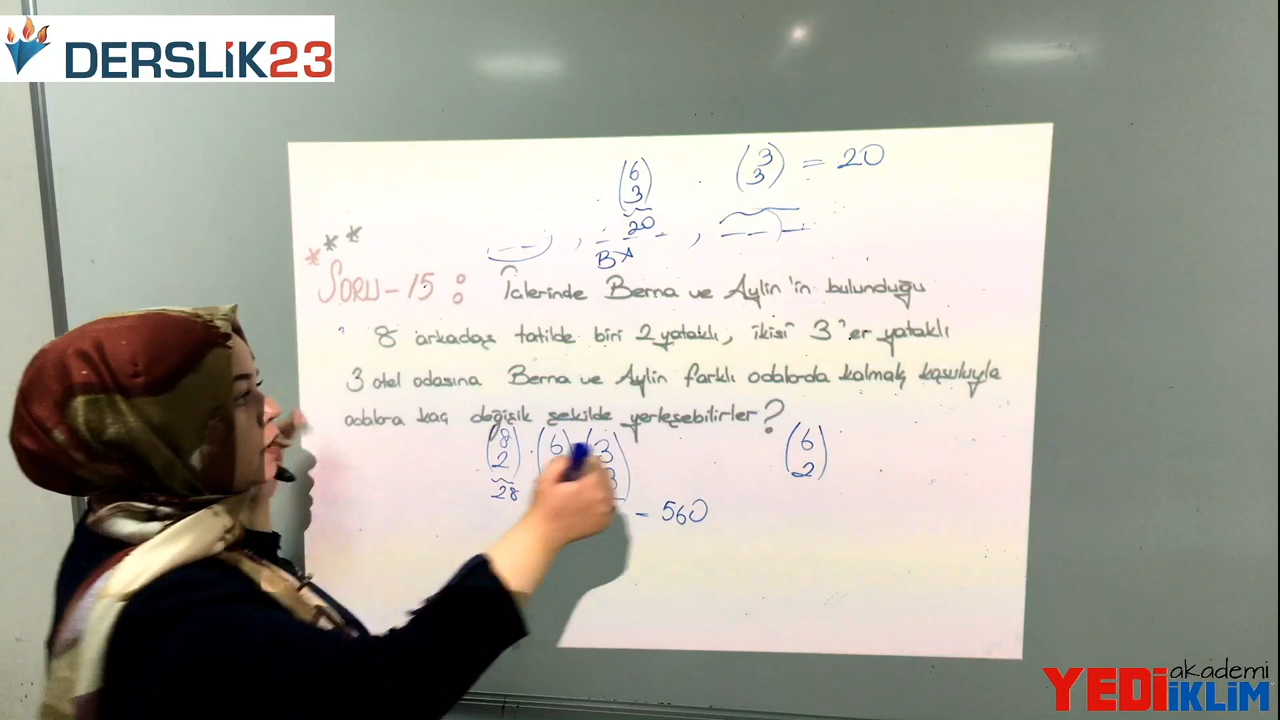 DERSLİK23
(6 3) . (3 3) = 20
20
B A
SORU-15 : İçlerinde Berna ve Aylin'in bulunduğu
8 arkadaş tatilde biri 2 yataklı, ikisi 3'er yataklı
3 otel odasına Berna ve Aylin farklı odalarda kalmak koşuluyla
odalara kaç değişik şekilde yerleşebilirler?
(8 2) . (6 (3
28
(6 2)
- 560
YEDİ İKLİM akademi